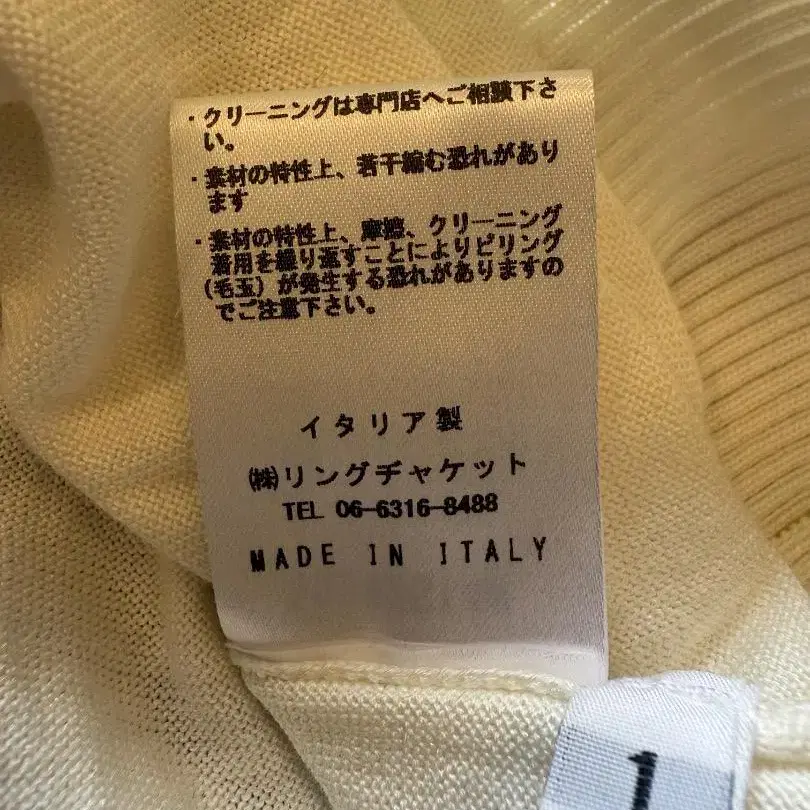 ・クリーニングは専門店へご相談下さ
い。
・素材の特性上、若干縮む恐れがあり
ます
・素材の特性上、摩擦、クリーニング
着用を繰り返すことによりピリング
(毛玉)が発生する恐れがありますの
でご注意下さい。
イタリア製
㈱リングヂャケット
TEL 06-6316-8488
MADE IN ITALY
1